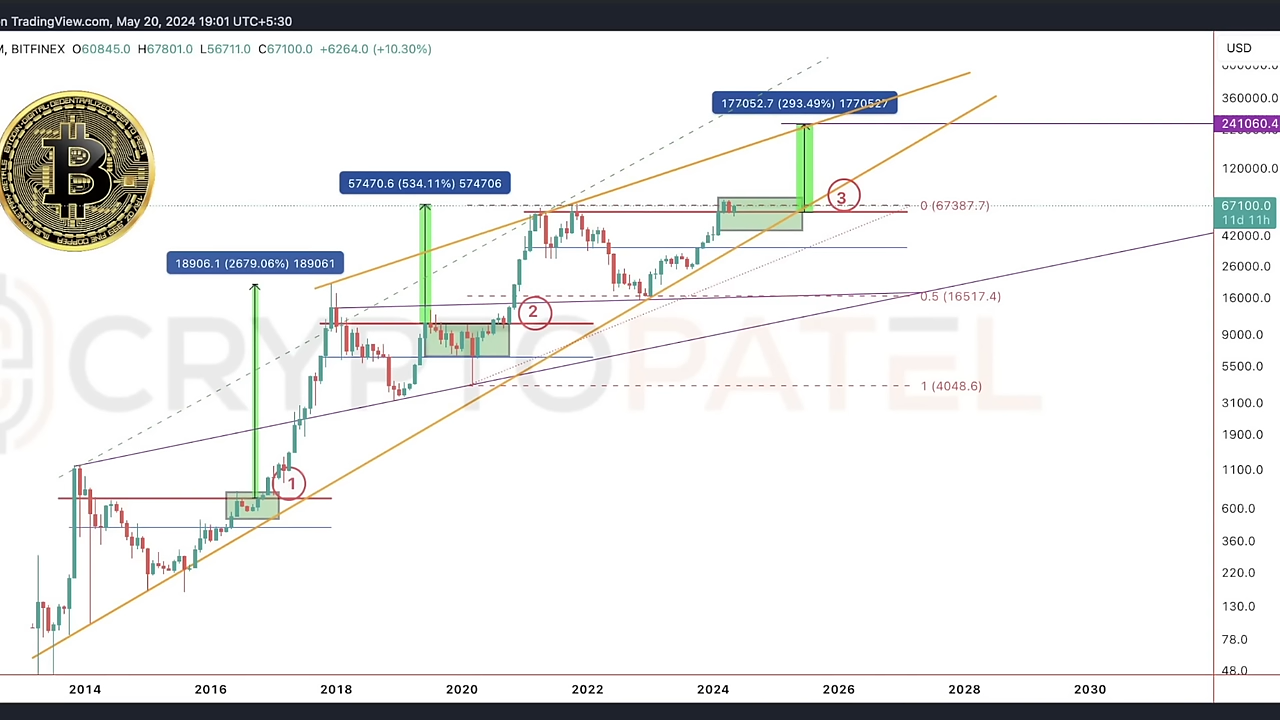 n TradingView.com, May 20, 2024 19:01 UTC+5:30
M, BITFINEX O60845.0 H67801.0 L56711.0 C67100.0 +6264.0 (+10.30%)
USD
177052.7 (293.49%) 1770527
360000.0
241060.4
57470.6 (534.11%) 574706
120000.0
3
0 (67387.7)
67100.0
11d 11h
42000.0
18906.1 (2679.06%) 189061
26000.0
2
0.5 (16517.4)
16000.0
9000.0
CRYPTOPATEL
5500.0
1 (4048.6)
3100.0
1900.0
1100.0
1
600.0
360.0
220.0
130.0
78.0
48.0
2014 2016 2018 2020 2022 2024 2026 2028 2030